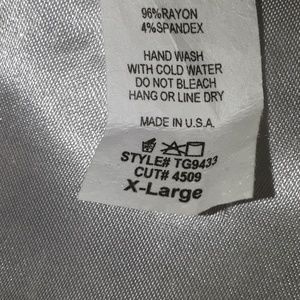 96%RAYON
4%SPANDEX
HAND WASH
WITH COLD WATER
DO NOT BLEACH
HANG OR LINE DRY
MADE IN U.S.A.
STYLE# TG9433
CUT# 4509
X-Large